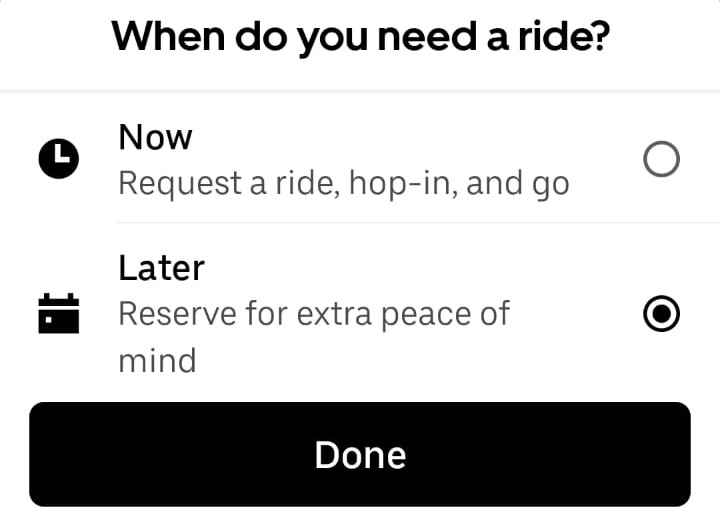 When do you need a ride?
Now
Request a ride, hop-in, and go
Later
Reserve for extra peace of
mind
Done